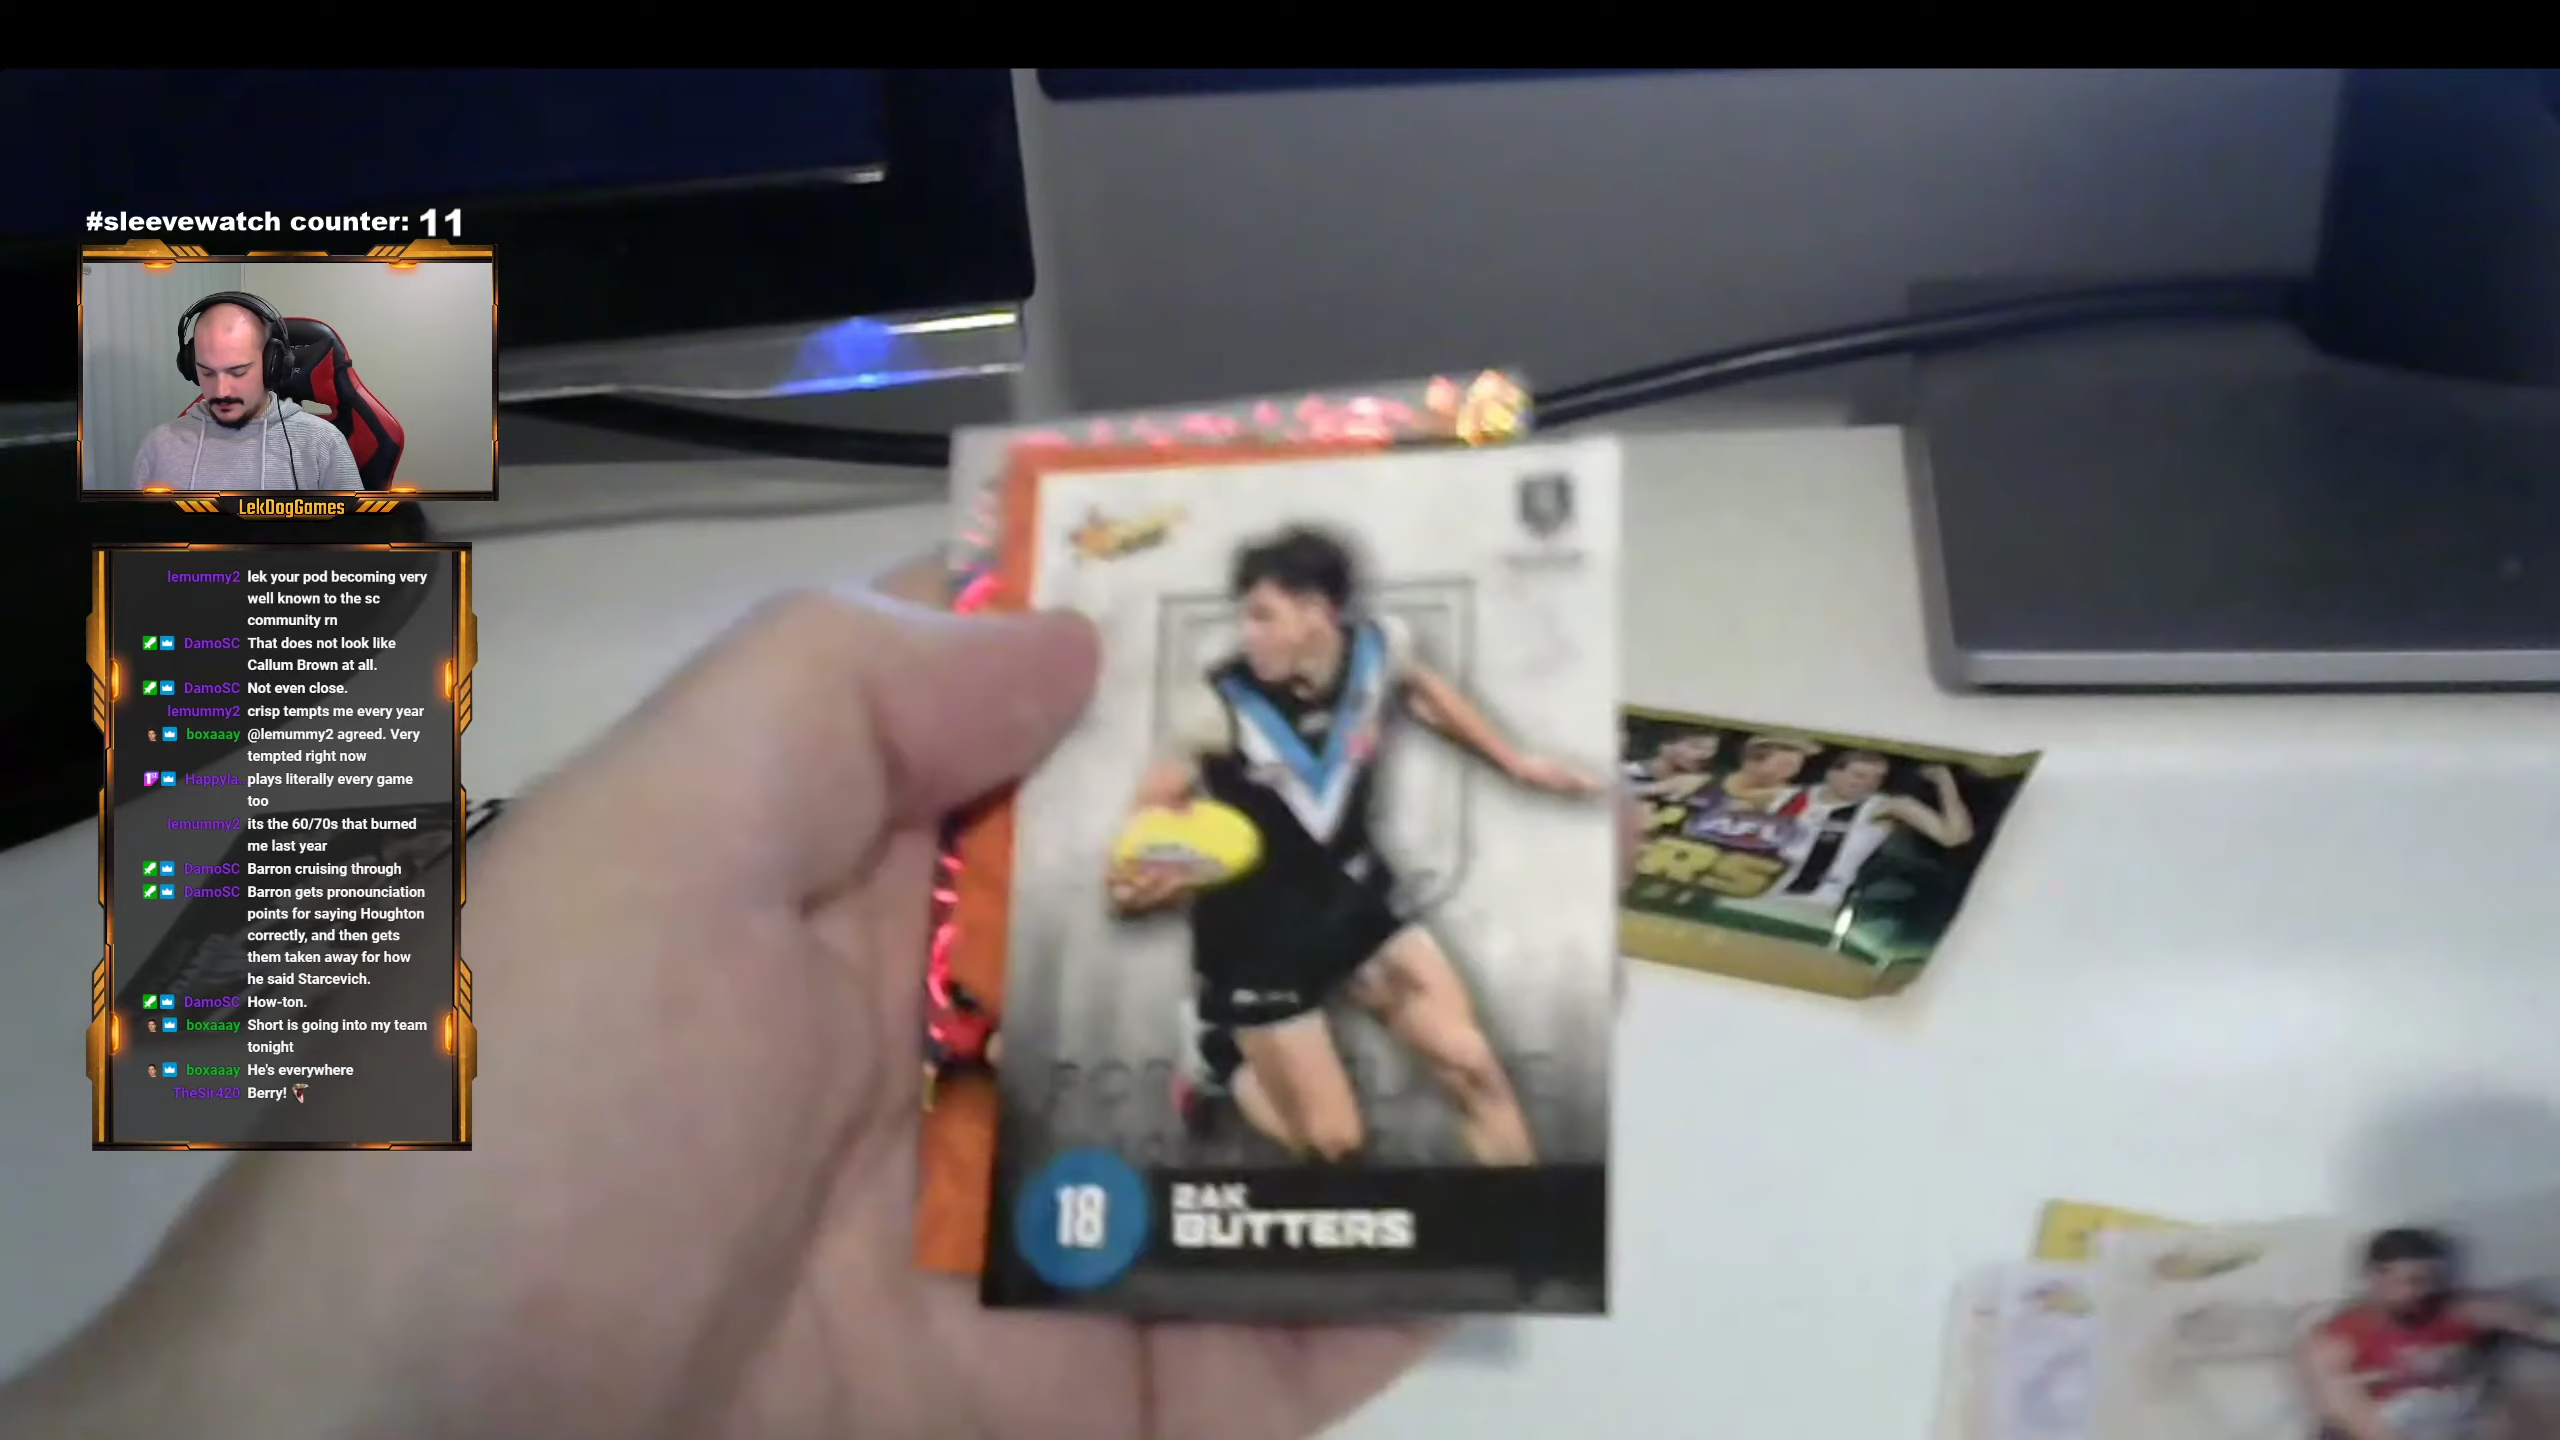 #sleevewatch counter: 11
LekDogGames
lemummy2 lek your pod becoming very
well known to the sc
community rn
DamoSC That does not look like
Callum Brown at all.
DamoSC Not even close.
lemummy2 crisp tempts me every year
boxaaay @lemummy2 agreed. Very
tempted right now
Happyla.. plays literally every game
too
lemummy2 its the 60/70s that burned
me last year
DamoSC Barron cruising through
DamoSC Barron gets pronounciation
points for saying Houghton
correctly, and then gets
them taken away for how
he said Starcevich.
DamoSC How-ton.
boxaaay Short is going into my team
tonight
boxaaay He's everywhere
TheSir420 Berry!
18
ZAK
BUTTERS
AFL